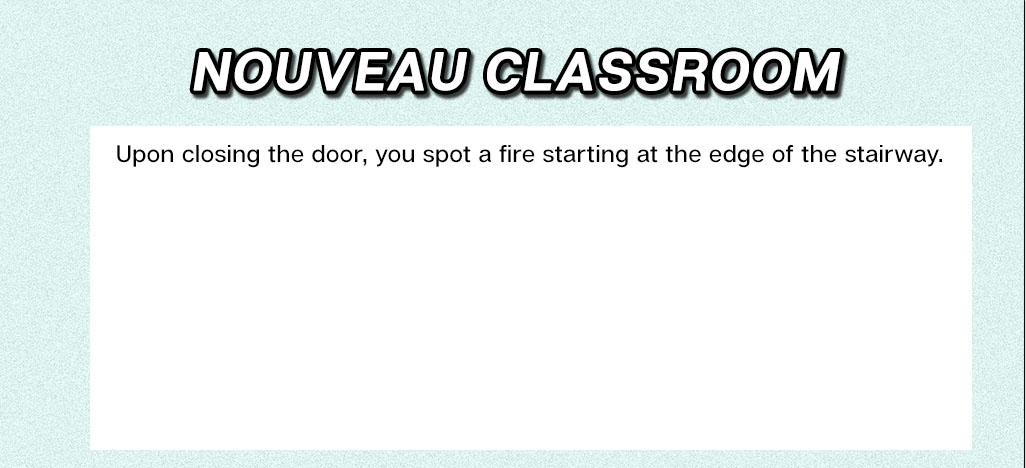 NOUVEAU CLASSROOM
Upon closing the door, you spot a fire starting at the edge of the stairway.